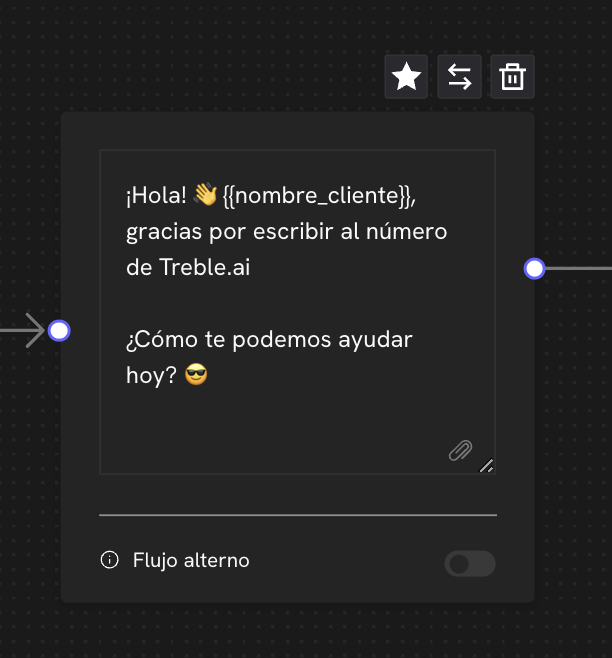 ¡Hola! 👋 {{nombre_cliente}},
gracias por escribir al número
de Treble.ai
¿Cómo te podemos ayudar
hoy? 😎
Flujo alterno